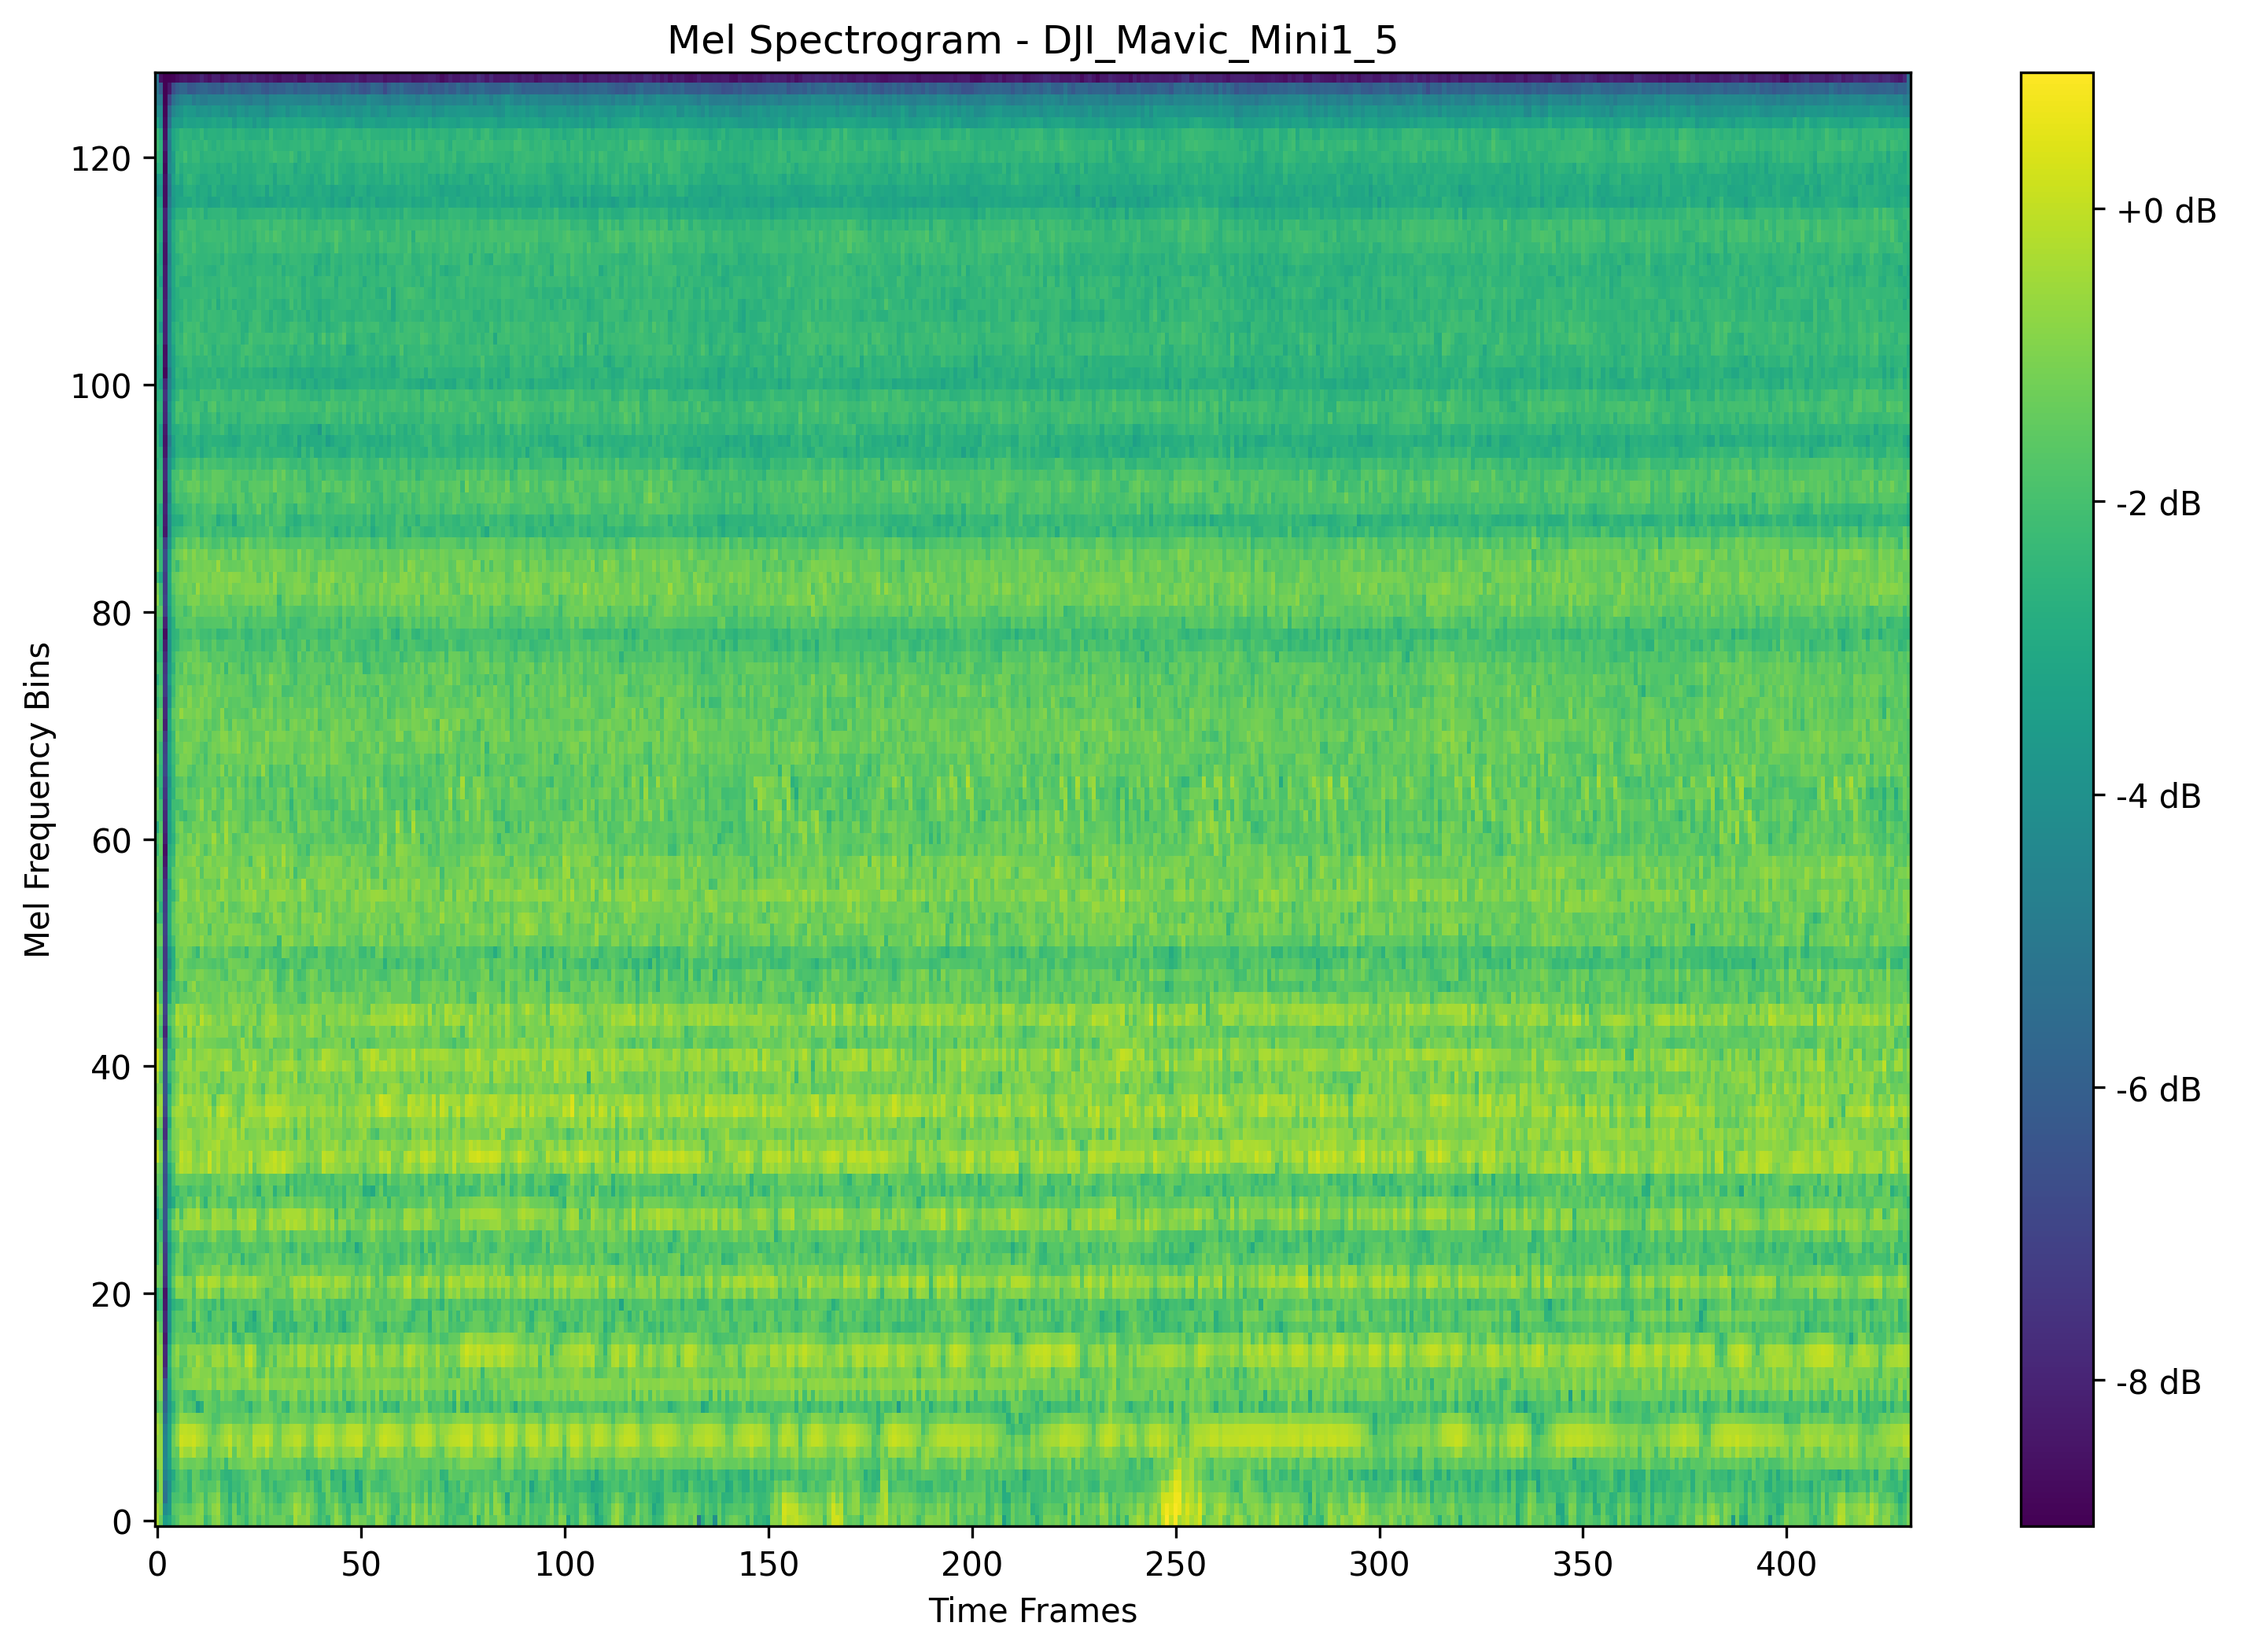 Mel Spectrogram - DJI_Mavic_Mini1_5
120
100
80
60
40
20
0
Mel Frequency Bins
0 50 100 150 200 250 300 350 400
Time Frames
+0 dB
-2 dB
-4 dB
-6 dB
-8 dB